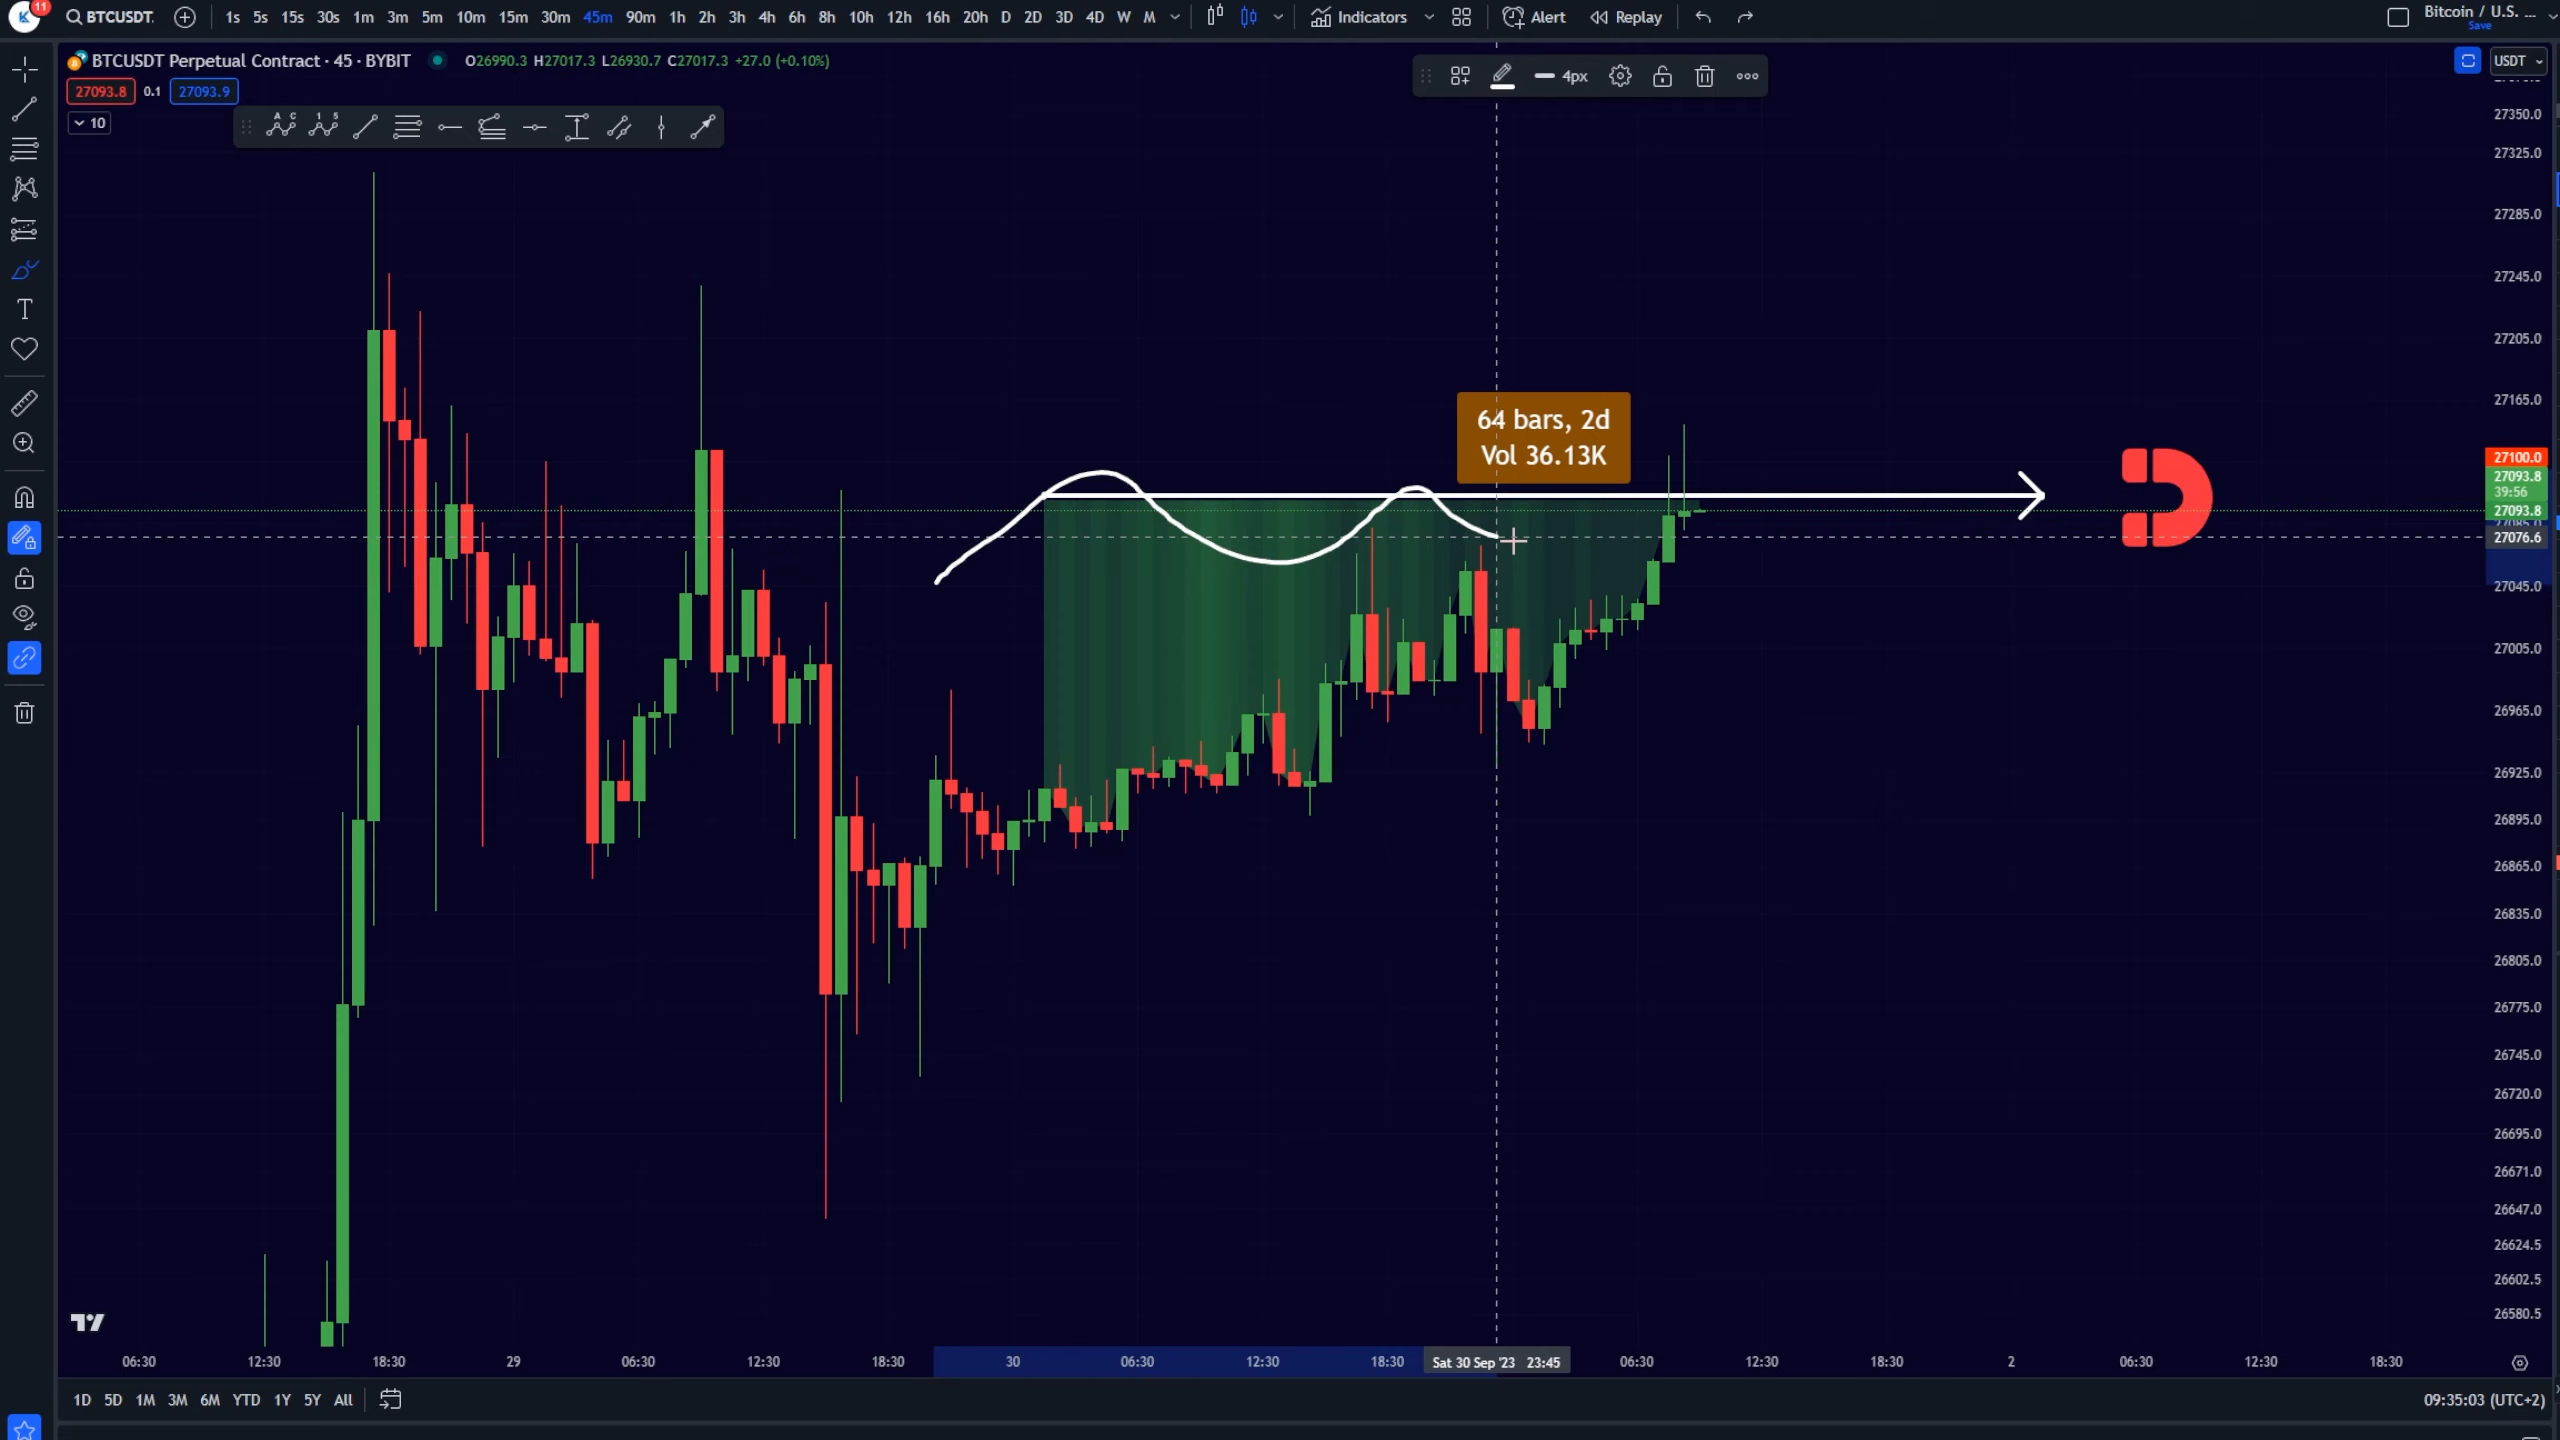 11
BTCUSDT
1s 5s 15s 30s 1m 3m 5m 10m 15m 30m 45m 90m 1h 2h 3h 4h 6h 8h 10h 12h 16h 20h D 2D 3D 4D W M
Indicators
Alert
Replay
Bitcoin / U.S. ...
Save
BTCUSDT Perpetual Contract · 45 · BYBIT
O26990.3 H27017.3 L26930.7 C27017.3 +27.0 (+0.10%)
USDT
27093.8 0.1 27093.9
10
A C
1 5
4px
27350.0
27325.0
27285.0
27245.0
27205.0
27165.0
64 bars, 2d
Vol 36.13K
27100.0
27093.8
39:56
27093.8
27076.6
27045.0
27005.0
26965.0
26925.0
26895.0
26865.0
26835.0
26805.0
26775.0
26745.0
26720.0
26695.0
26671.0
26647.0
26624.5
26602.5
26580.5
06:30 12:30 18:30 29 06:30 12:30 18:30 30 06:30 12:30 18:30 Sat 30 Sep '23 23:45 06:30 12:30 18:30 2 06:30 12:30 18:30
1D 5D 1M 3M 6M YTD 1Y 5Y All
09:35:03 (UTC+2)